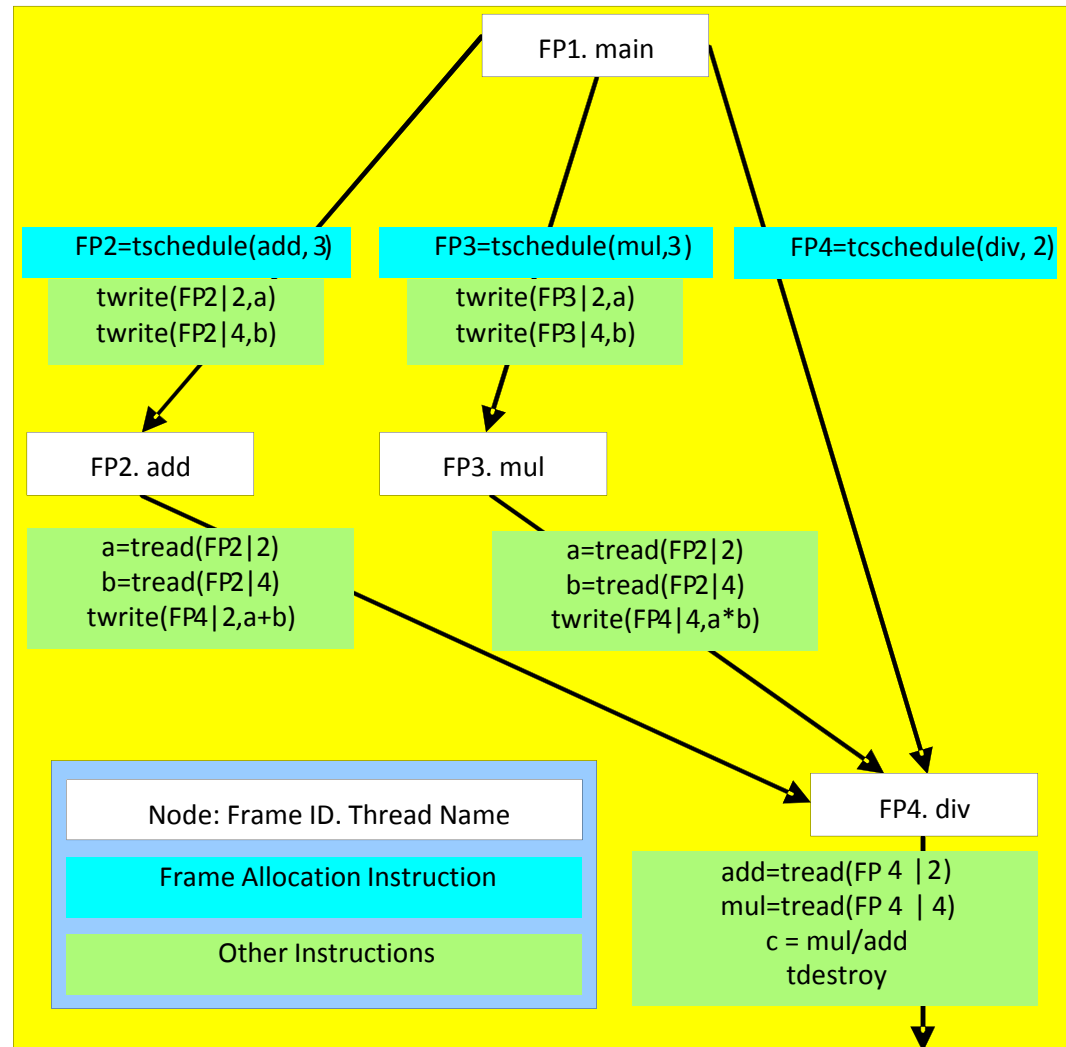 FP1. main
FP2=tschedule(add, 3)
FP3=tschedule(mul,3)
FP4=tcschedule(div, 2)
twrite(FP2|2,a)
twrite(FP2|4,b)
twrite(FP3|2,a)
twrite(FP3|4,b)
FP2. add
FP3. mul
a=tread(FP2|2)
b=tread(FP2|4)
twrite(FP4|2,a+b)
a=tread(FP2|2)
b=tread(FP2|4)
twrite(FP4|4,a*b)
FP4. div
add=tread(FP 4 | 2)
mul=tread(FP 4 | 4)
c = mul/add
tdestroy
Node: Frame ID. Thread Name
Frame Allocation Instruction
Other Instructions